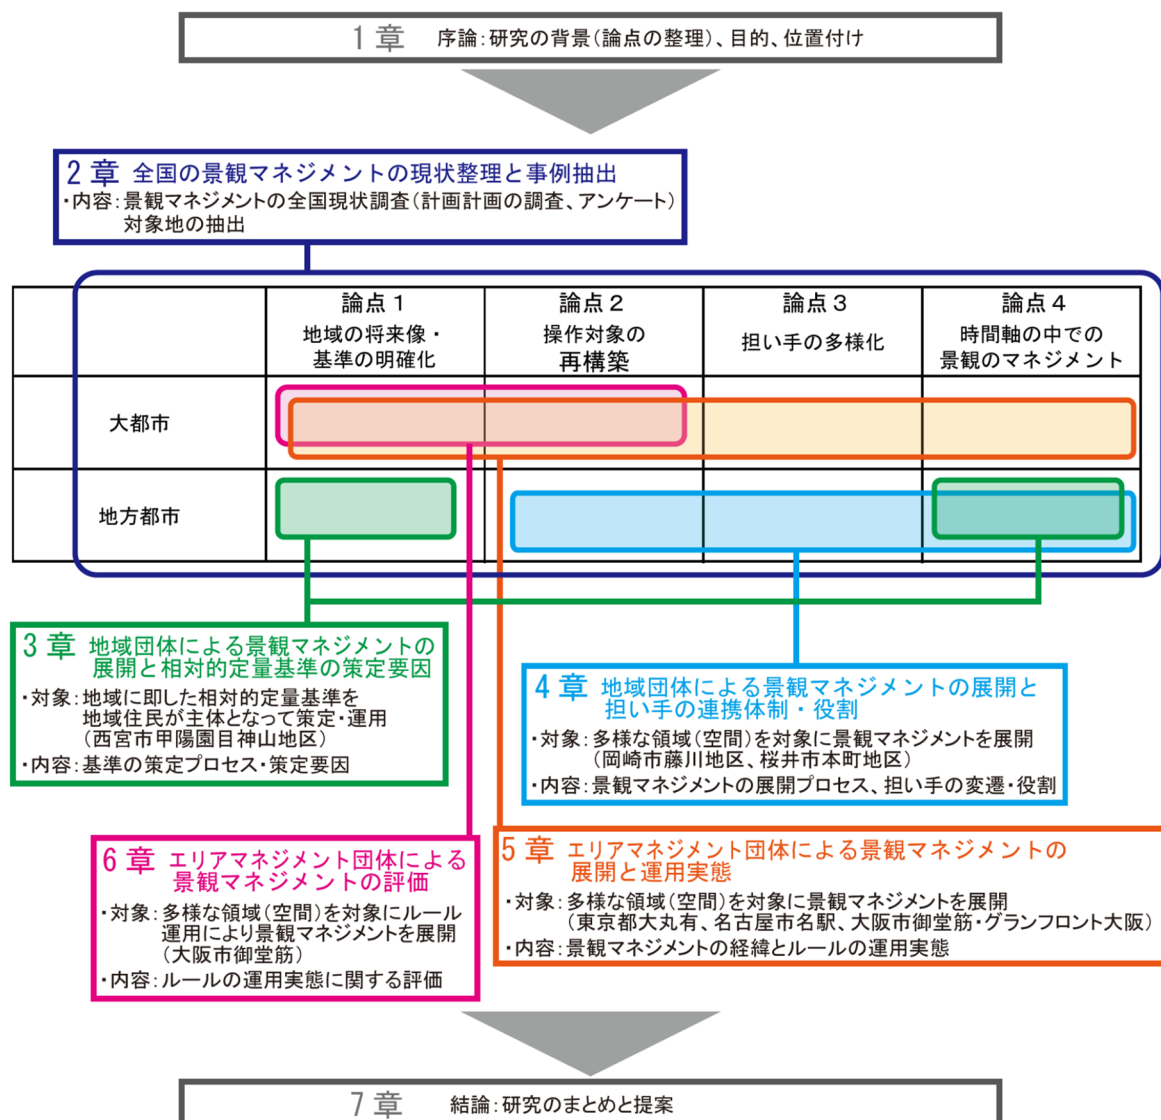 1章 序論:研究の背景(論点の整理)、目的、位置付け
2章 全国の景観マネジメントの現状整理と事例抽出
・内容:景観マネジメントの全国現状調査(計画計画の調査、アンケート)
対象地の抽出
論点1
地域の将来像・
基準の明確化
論点2
操作対象の
再構築
論点3
担い手の多様化
論点4
時間軸の中での
景観のマネジメント
大都市
地方都市
3章 地域団体による景観マネジメントの
展開と相対的定量基準の策定要因
・対象:地域に即した相対的定量基準を
地域住民が主体となって策定・運用
(西宮市甲陽園目神山地区)
・内容:基準の策定プロセス・策定要因
4章 地域団体による景観マネジメントの展開と
担い手の連携体制・役割
・対象:多様な領域(空間)を対象に景観マネジメントを展開
(岡崎市藤川地区、桜井市本町地区)
・内容:景観マネジメントの展開プロセス、担い手の変遷・役割
6章 エリアマネジメント団体による
景観マネジメントの評価
・対象:多様な領域(空間)を対象にルール
運用により景観マネジメントを展開
(大阪市御堂筋)
・内容:ルールの運用実態に関する評価
5章 エリアマネジメント団体による景観マネジメントの
展開と運用実態
・対象:多様な領域(空間)を対象に景観マネジメントを展開
(東京都大丸有、名古屋市名駅、大阪市御堂筋・グランフロント大阪)
・内容:景観マネジメントの経緯とルールの運用実態
7章 結論:研究のまとめと提案